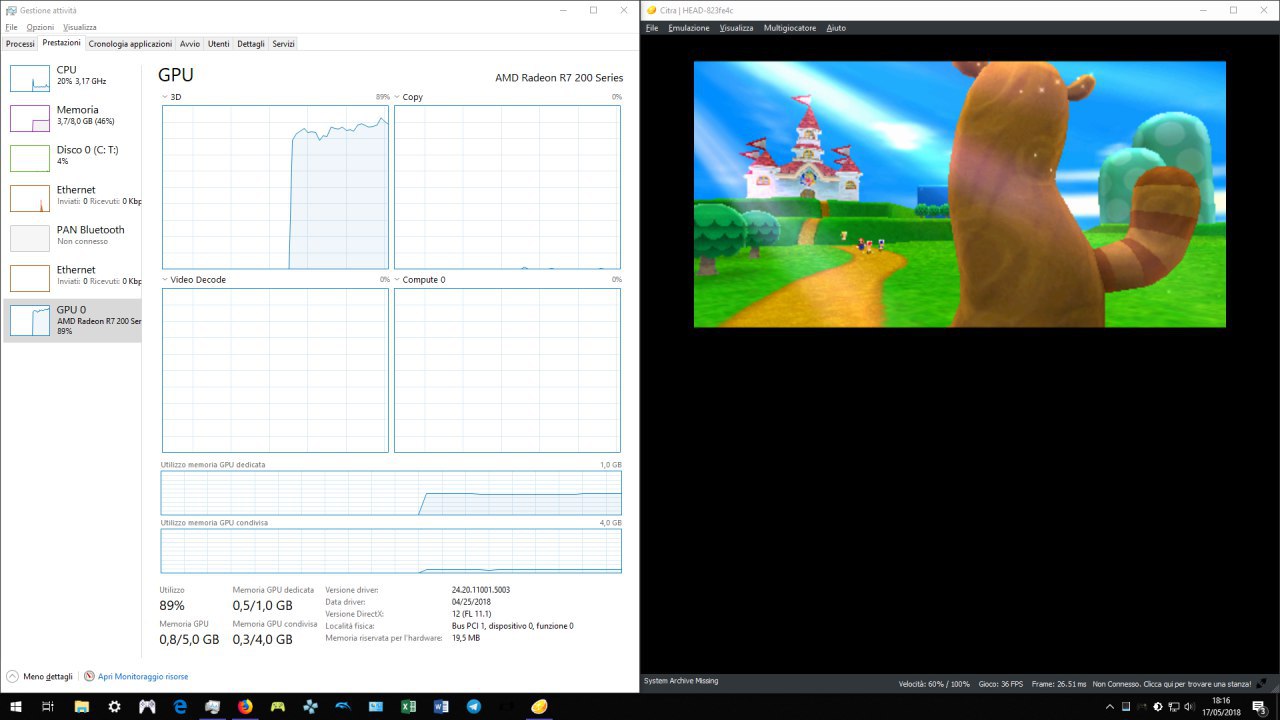 Gestione attività
File Opzioni Visualizza
Processi Prestazioni Cronologia applicazioni Avvio Utenti Dettagli Servizi
CPU
20% 3,17 GHz
Memoria
3,7/8,0 GB (46%)
Disco 0 (C: T:)
4%
Ethernet
Inviati: 0 Ricevuti: 0 Kbp
PAN Bluetooth
Non connesso
Ethernet
Inviati: 0 Ricevuti: 0 Kbp
GPU 0
AMD Radeon R7 200 Ser
89%
GPU
AMD Radeon R7 200 Series
3D 89%
Copy 0%
Video Decode 0%
Compute 0 0%
Utilizzo memoria GPU dedicata 1,0 GB
Utilizzo memoria GPU condivisa 4,0 GB
Utilizzo
89%
Memoria GPU dedicata
0,5/1,0 GB
Memoria GPU
0,8/5,0 GB
Memoria GPU condivisa
0,3/4,0 GB
Versione driver: 24.20.11001.5003
Data driver: 04/25/2018
Versione DirectX: 12 (FL 11.1)
Località fisica: Bus PCI 1, dispositivo 0, funzione 0
Memoria riservata per l'hardware: 19,5 MB
Meno dettagli
Apri Monitoraggio risorse
Citra | HEAD-823fe4c
File Emulazione Visualizza Multigiocatore Aiuto
System Archive Missing
Velocità: 60% / 100% Gioco: 36 FPS Frame: 26.51 ms Non Connesso. Clicca qui per trovare una stanza!
18:16
17/05/2018
3